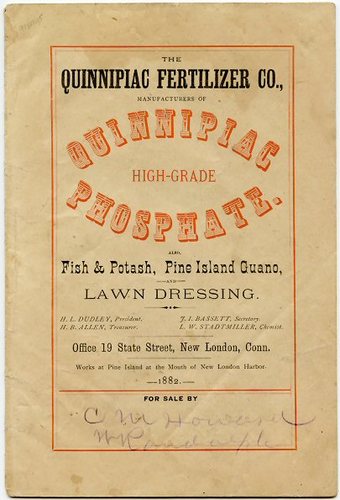 THE
QUINNIPIAC FERTILIZER CO.,
MANUFACTURERS OF
QUINNIPIAC
HIGH-GRADE
PHOSPHATE.
ALSO,
Fish & Potash, Pine Island Guano,
—AND—
LAWN DRESSING.
H. L. DUDLEY, President. J. I. BASSETT, Secretary.
H. B. ALLEN, Treasurer. L. W. STADTMILLER, Chemist.
Office, 19 State Street, New London, Conn.
Works at Pine Island at the Mouth of New London Harbor.
—1882.—
FOR SALE BY
C M Howard